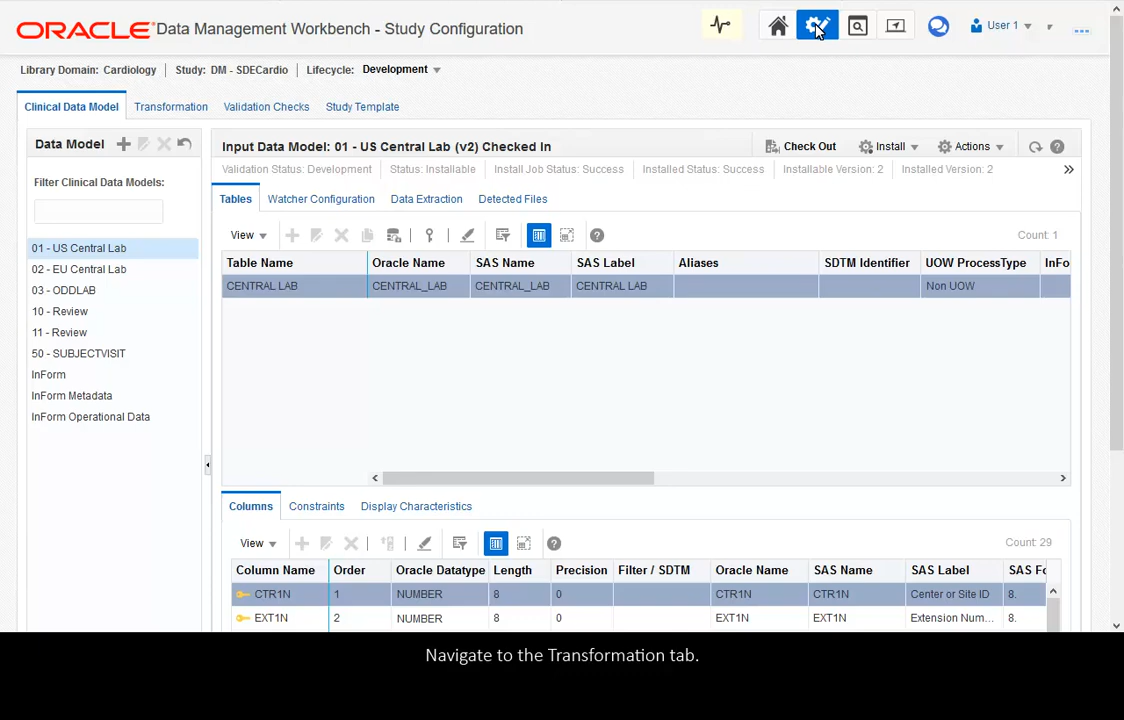 ORACLE Data Management Workbench - Study Configuration User 1
Library Domain: Cardiology Study: DM - SDECardio Lifecycle: Development
Clinical Data Model Transformation Validation Checks Study Template
Data Model
Filter Clinical Data Models:
01 - US Central Lab
02 - EU Central Lab
03 - ODDLAB
10 - Review
11 - Review
50 - SUBJECTVISIT
InForm
InForm Metadata
InForm Operational Data
Input Data Model: 01 - US Central Lab (v2) Checked In Check Out Install Actions
Validation Status: Development Status: Installable Install Job Status: Success Installed Status: Success Installable Version: 2 Installed Version: 2
Tables Watcher Configuration Data Extraction Detected Files
View Count: 1
Table Name Oracle Name SAS Name SAS Label Aliases SDTM Identifier UOW ProcessType InFo
CENTRAL LAB CENTRAL_LAB CENTRAL_LAB CENTRAL LAB Non UOW
Columns Constraints Display Characteristics
View Count: 29
Column Name Order Oracle Datatype Length Precision Filter / SDTM Oracle Name SAS Name SAS Label SAS Fo
CTR1N 1 NUMBER 8 0 CTR1N CTR1N Center or Site ID 8.
EXT1N 2 NUMBER 8 0 EXT1N EXT1N Extension Num... 8.
Navigate to the Transformation tab.